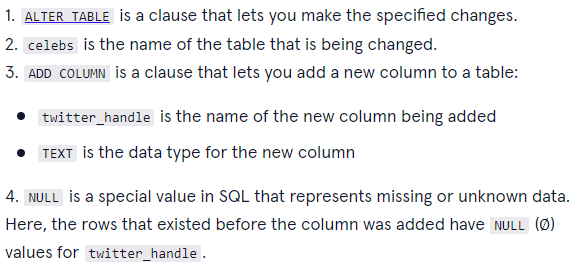 1. ALTER TABLE is a clause that lets you make the specified changes.
2. celebs is the name of the table that is being changed.
3. ADD COLUMN is a clause that lets you add a new column to a table:
● twitter_handle is the name of the new column being added
● TEXT is the data type for the new column
4. NULL is a special value in SQL that represents missing or unknown data.
Here, the rows that existed before the column was added have NULL (∅)
values for twitter_handle.